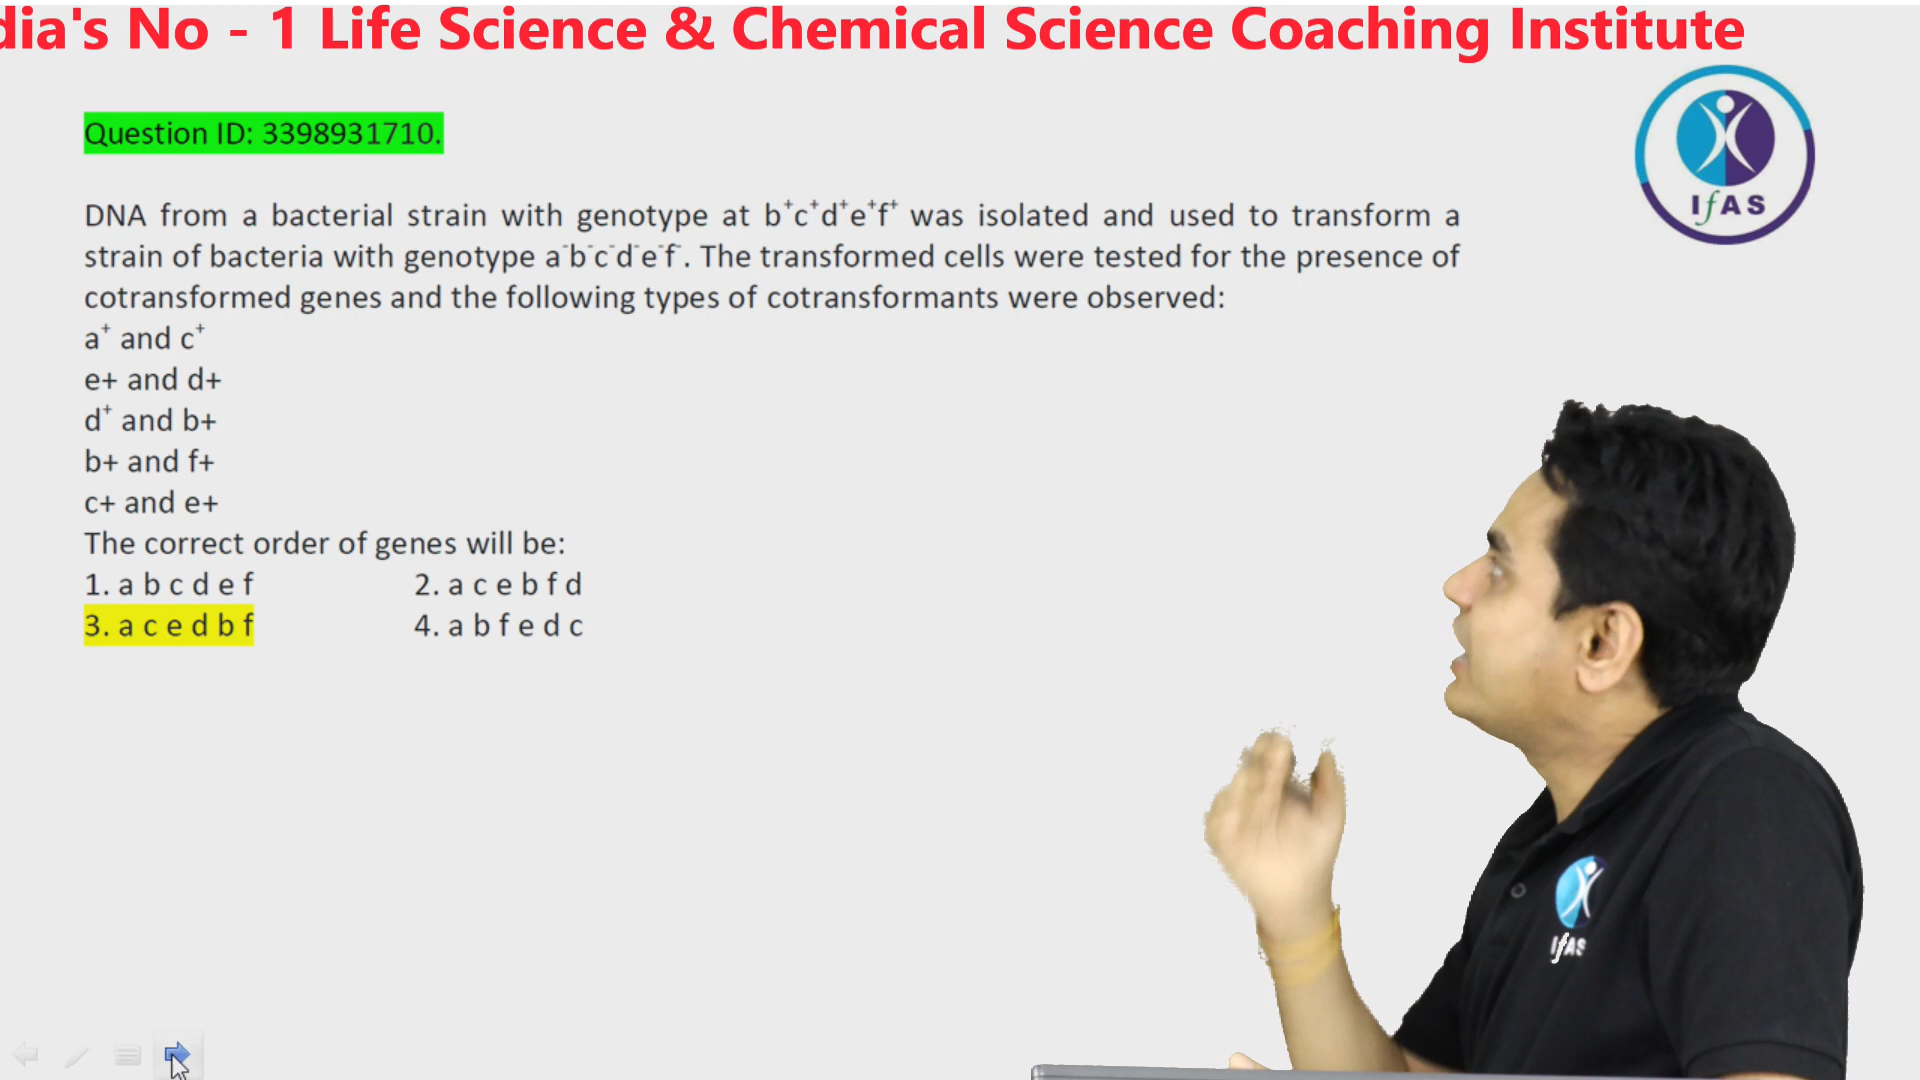 dia's No - 1 Life Science & Chemical Science Coaching Institute
IfAS
Question ID: 3398931710.
DNA from a bacterial strain with genotype at b⁺c⁺d⁺e⁺f⁺ was isolated and used to transform a
strain of bacteria with genotype a⁻b⁻c⁻d⁻e⁻f⁻. The transformed cells were tested for the presence of
cotransformed genes and the following types of cotransformants were observed:
a⁺ and c⁺
e+ and d+
d⁺ and b+
b+ and f+
c+ and e+
The correct order of genes will be:
1. a b c d e f 2. a c e b f d
3. a c e d b f 4. a b f e d c
IfAS